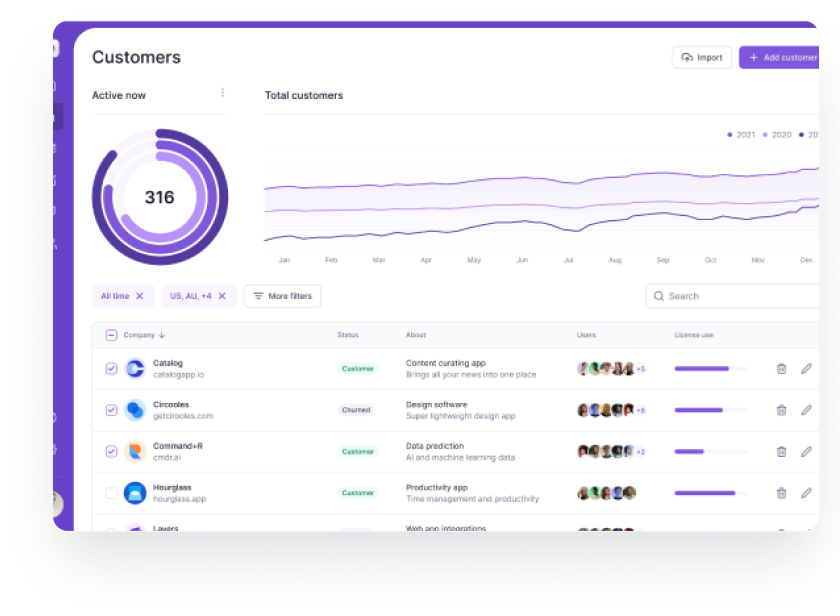 Customers
Import
Add customer
Active now
Total customers
2021
2020
316
Jan Feb Mar Apr May Jun Jul Aug Sep Oct Nov Dec
All time
US, AU, +4
More filters
Search
Company Status About Users License use
Catalog
catalogapp.io
Customer
Content curating app
Brings all your news into one place
+5
Circooles
getcirooles.com
Churned
Design software
Super lightweight design app
Command+R
cmdr.ai
Customer
Data prediction
AI and machine learning data
+2
Hourglass
hourglass.app
Customer
Productivity app
Time management and productivity
Layers
Web app integrations